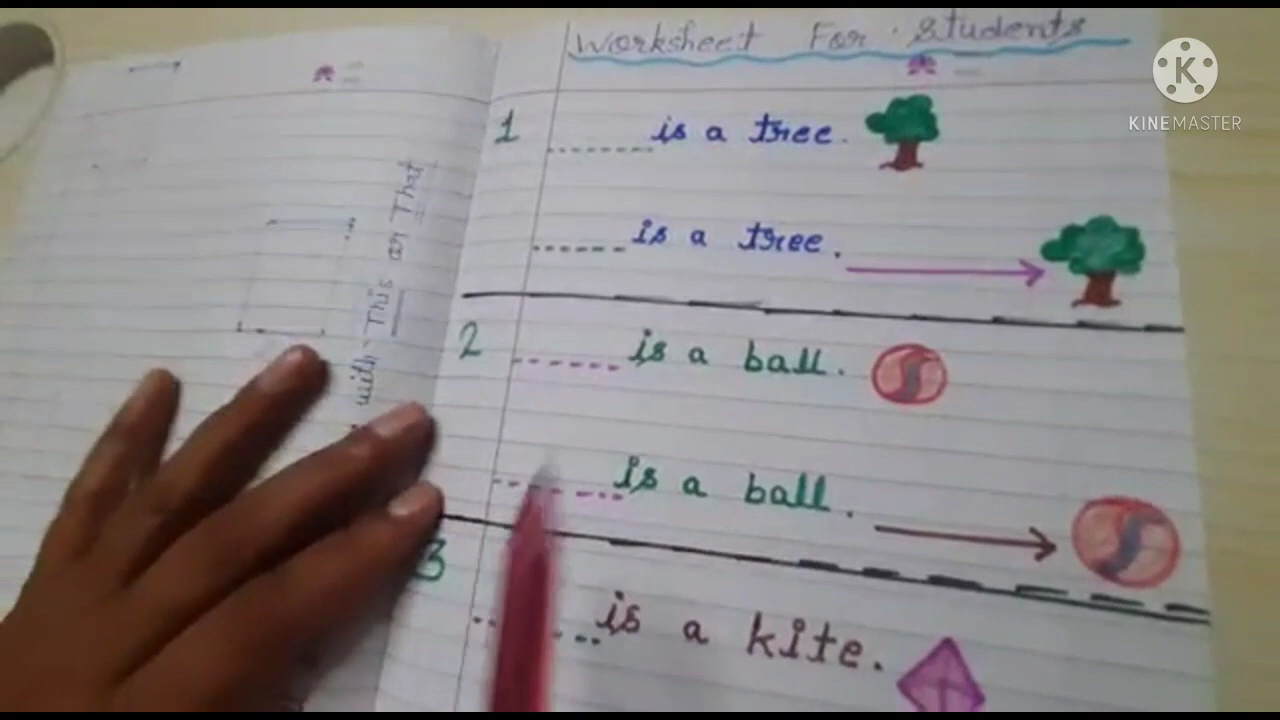 Worksheet For Students
1 ------- is a tree.
------ is a tree.
2 ------ is a ball.
------ is a ball.
3 ------ is a kite.
with This or That
K
KINEMASTER